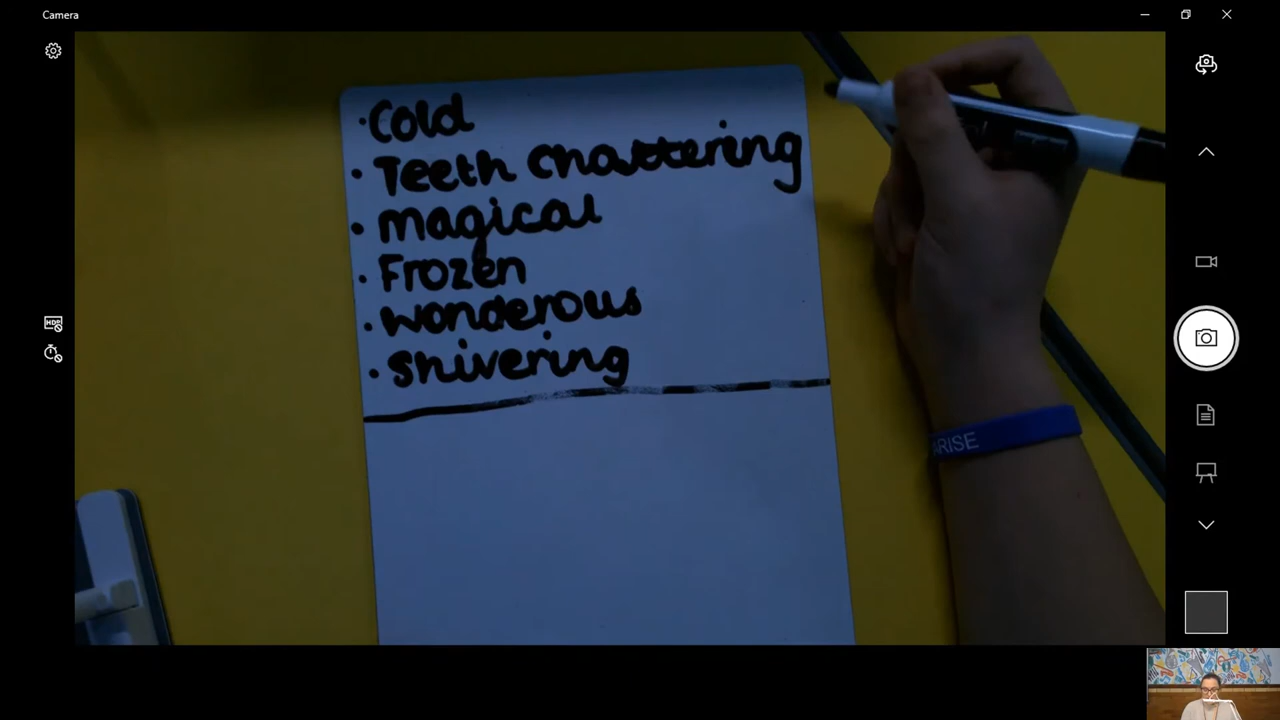 Camera
· Cold
· Teeth chattering
· magical
· Frozen
· wonderous
· shivering
ARISE